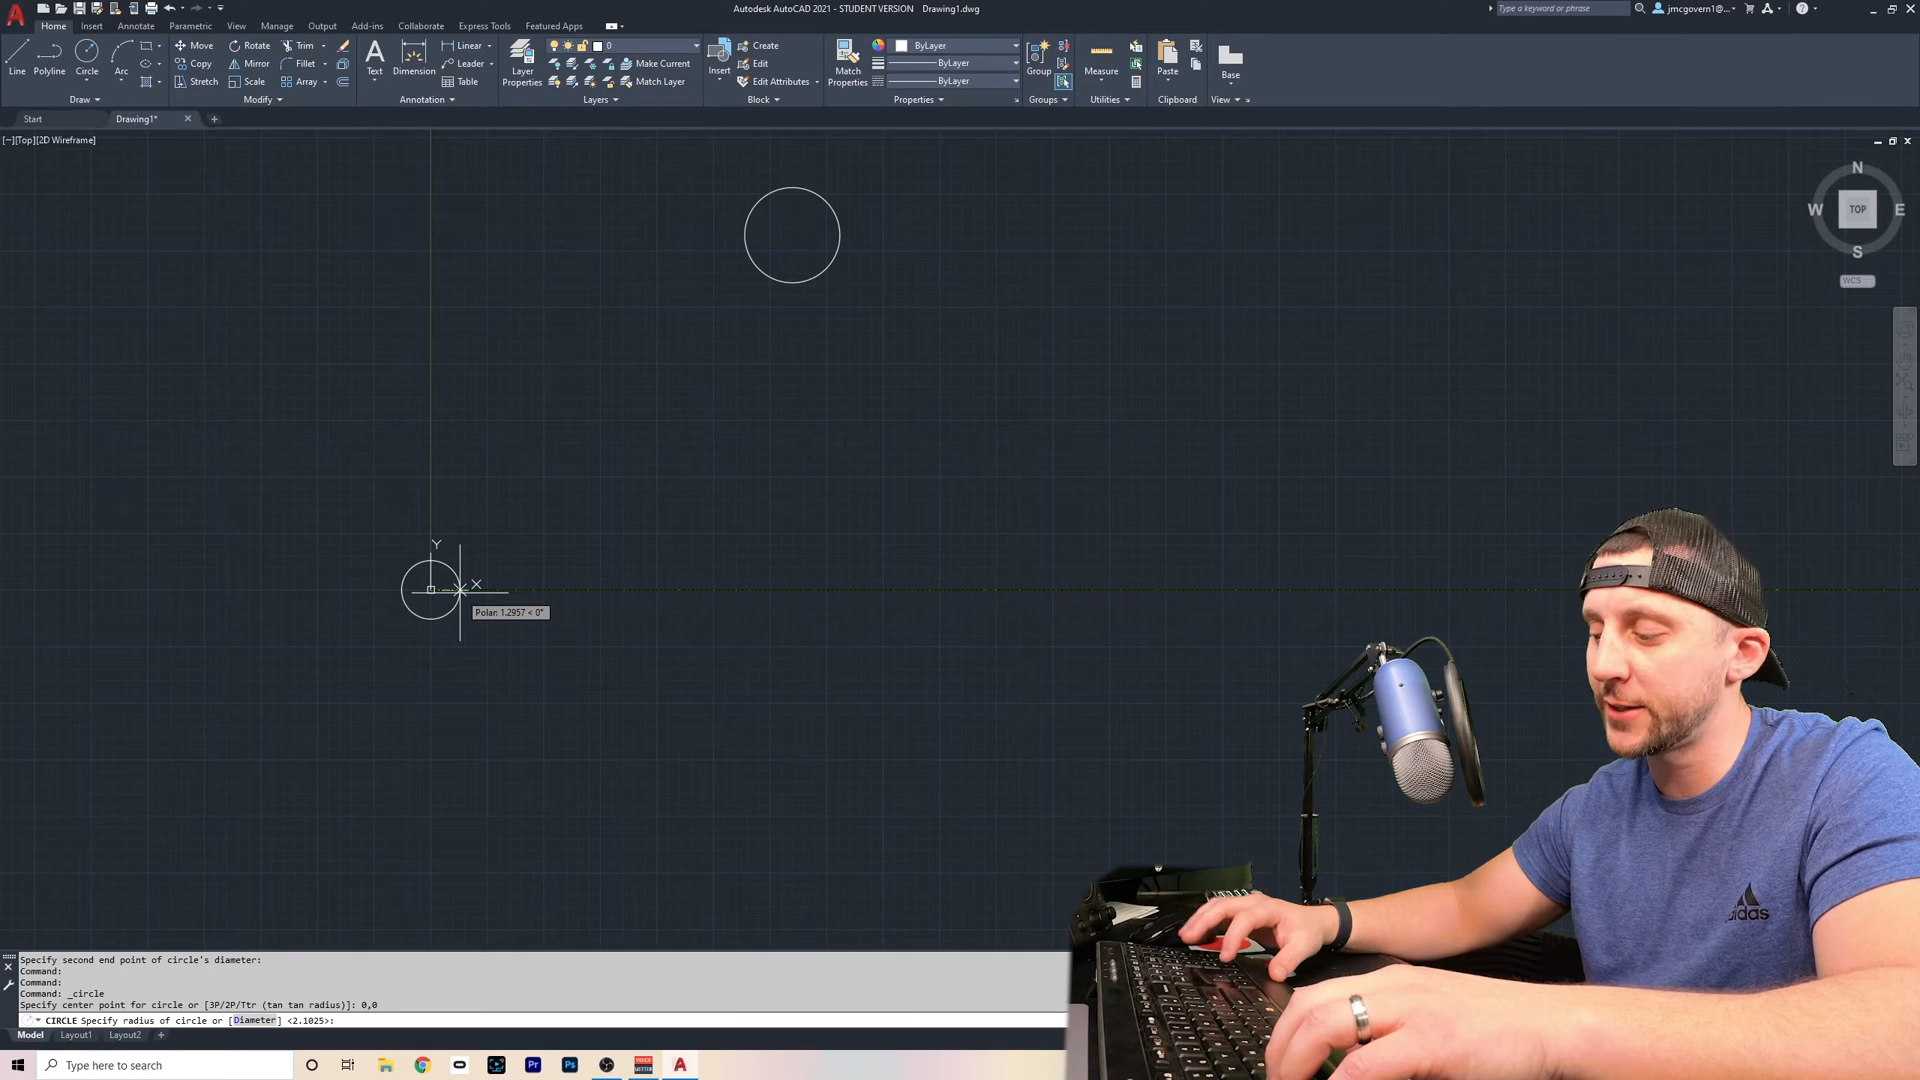 Autodesk AutoCAD 2021 - STUDENT VERSION Drawing1.dwg
Type a keyword or phrase
jmcgovern1@...
Home Insert Annotate Parametric View Manage Output Add-ins Collaborate Express Tools Featured Apps
Line Polyline Circle Arc
Move Rotate Trim
Copy Mirror Fillet
Stretch Scale Array
Text Dimension
Linear
Leader
Table
Layer
Properties
0
Make Current
Match Layer
Insert
Create
Edit
Edit Attributes
Match
Properties
ByLayer
ByLayer
ByLayer
Group
Measure
Paste
Base
Draw Modify Annotation Layers Block Properties Groups Utilities Clipboard View
Start Drawing1*
[−][Top][2D Wireframe]
N
W TOP E
S
WCS
Y
X
Polar: 1.2957 < 0°
adidas
Specify second end point of circle's diameter:
Command:
Command:
Command: _circle
Specify center point for circle or [3P/2P/Ttr (tan tan radius)]: 0,0
CIRCLE Specify radius of circle or [Diameter] <2.1025>:
Model Layout1 Layout2
Type here to search
Pr
Ps
VOICE
MEETER
A